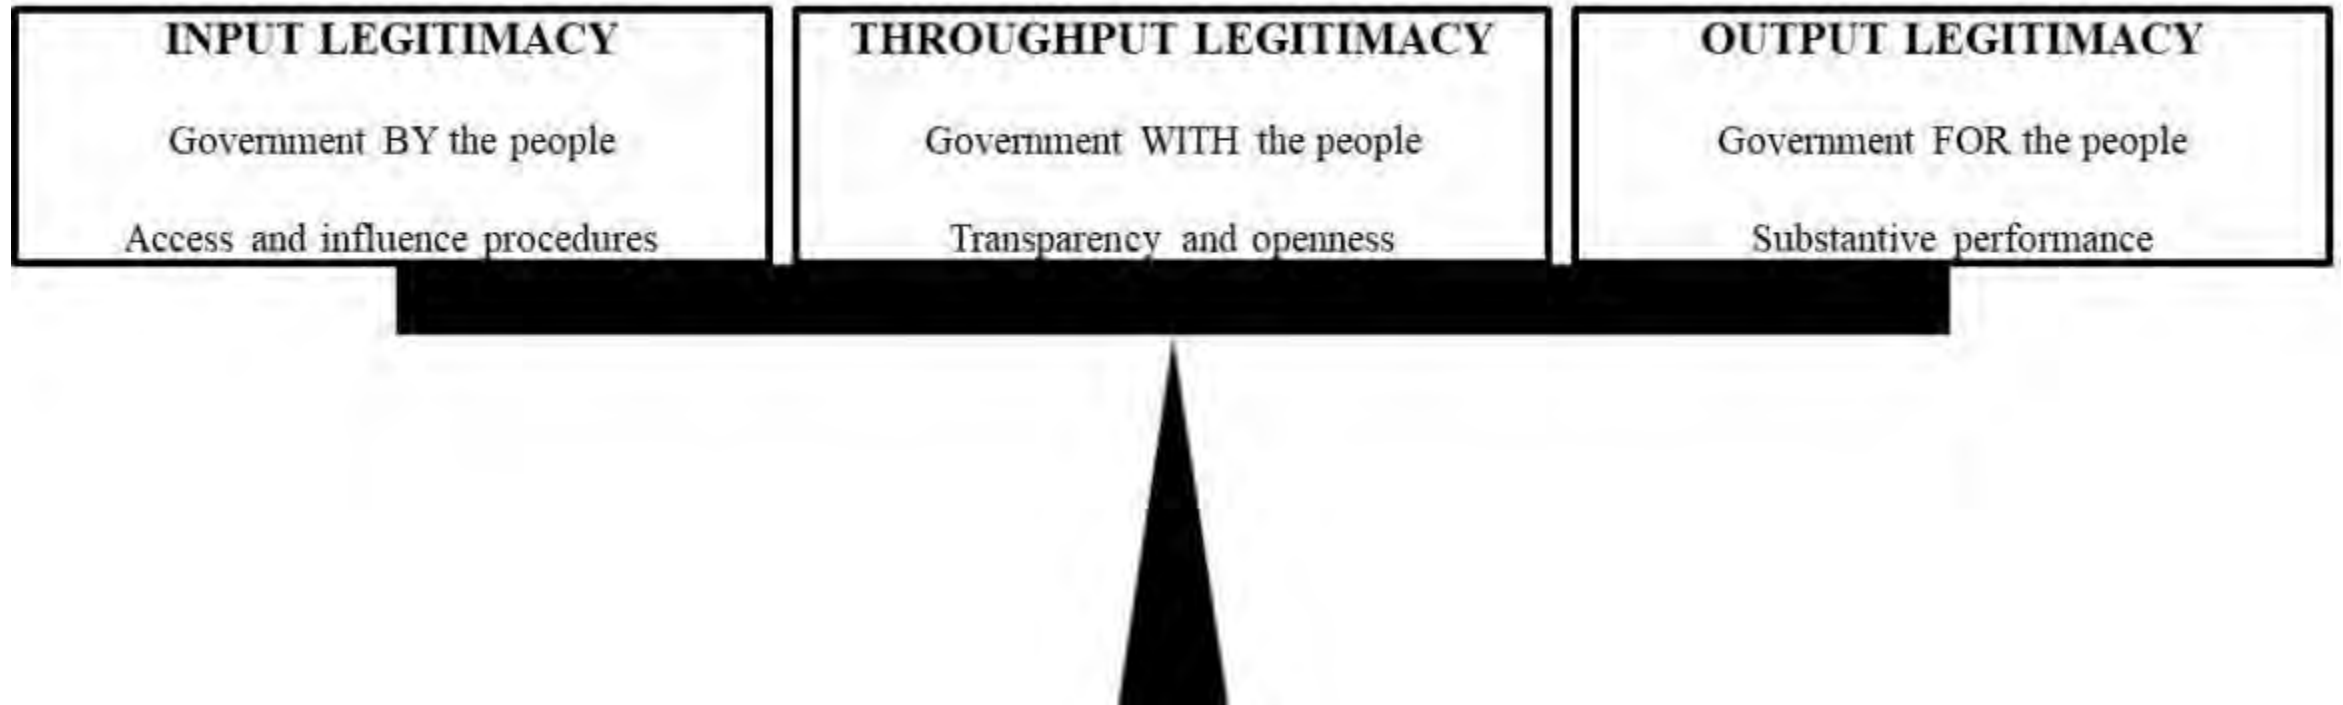 INPUT LEGITIMACY
Government BY the people
Access and influence procedures
THROUGHPUT LEGITIMACY
Government WITH the people
Transparency and openness
OUTPUT LEGITIMACY
Government FOR the people
Substantive performance